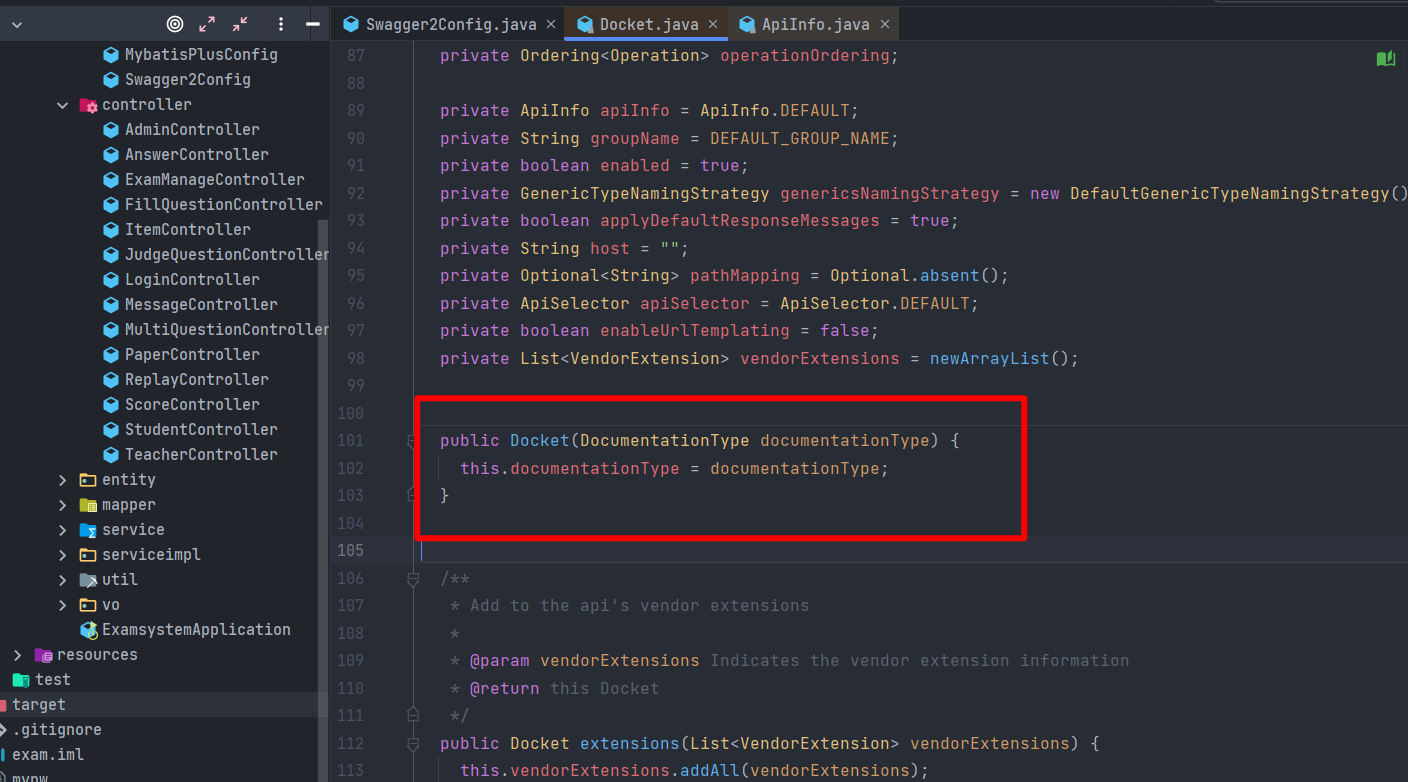 MybatisPlusConfig
Swagger2Config
controller
AdminController
AnswerController
ExamManageController
FillQuestionController
ItemController
JudgeQuestionController
LoginController
MessageController
MultiQuestionController
PaperController
ReplayController
ScoreController
StudentController
TeacherController
entity
mapper
service
serviceimpl
util
vo
ExamsystemApplication
resources
test
target
.gitignore
exam.iml
mvnw
Swagger2Config.java × Docket.java × ApiInfo.java ×
87 private Ordering<Operation> operationOrdering;
88
89 private ApiInfo apiInfo = ApiInfo.DEFAULT;
90 private String groupName = DEFAULT_GROUP_NAME;
91 private boolean enabled = true;
92 private GenericTypeNamingStrategy genericsNamingStrategy = new DefaultGenericTypeNamingStrategy()
93 private boolean applyDefaultResponseMessages = true;
94 private String host = "";
95 private Optional<String> pathMapping = Optional.absent();
96 private ApiSelector apiSelector = ApiSelector.DEFAULT;
97 private boolean enableUrlTemplating = false;
98 private List<VendorExtension> vendorExtensions = newArrayList();
99
100
101 public Docket(DocumentationType documentationType) {
102 this.documentationType = documentationType;
103 }
104
105
106 /**
107 * Add to the api's vendor extensions
108 *
109 * @param vendorExtensions Indicates the vendor extension information
110 * @return this Docket
111 */
112 public Docket extensions(List<VendorExtension> vendorExtensions) {
113 this.vendorExtensions.addAll(vendorExtensions);